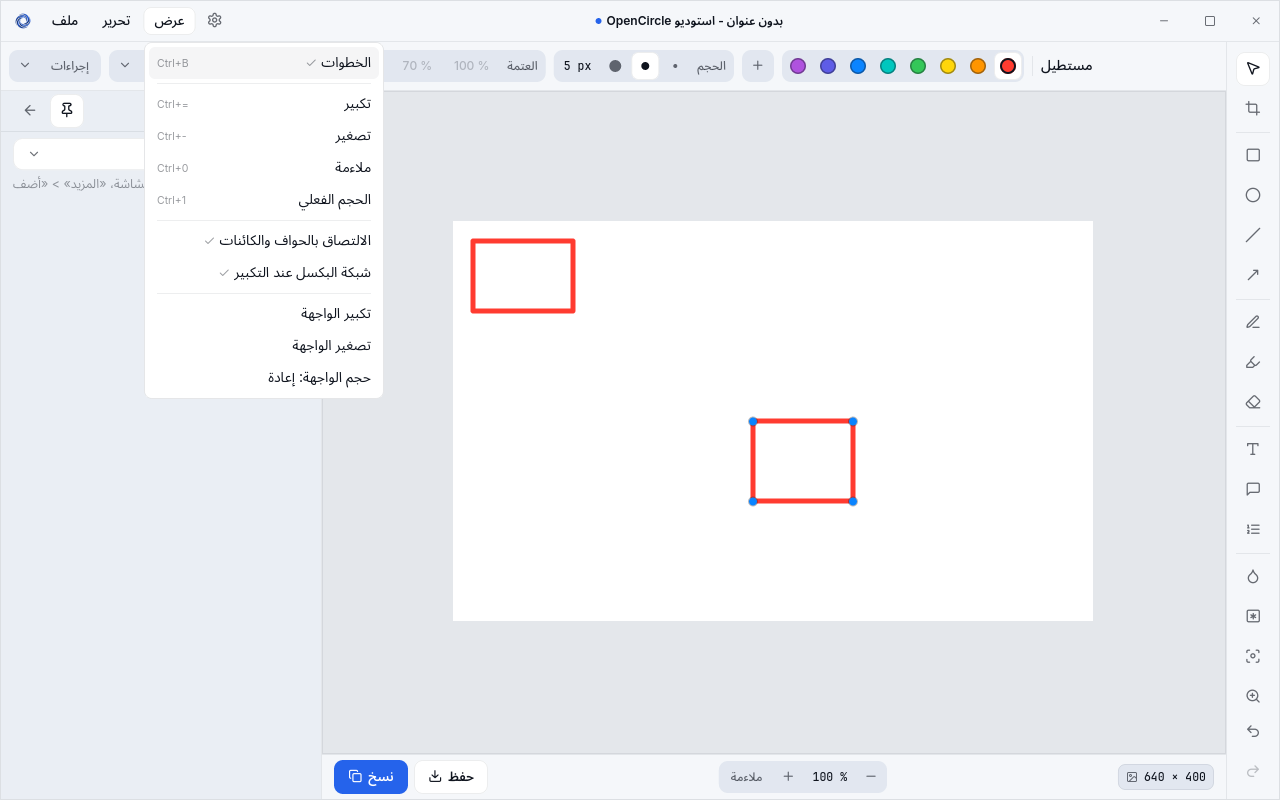 ملف
تحرير
عرض
بدون عنوان - استوديو OpenCircle
إجراءات
70 %
100 %
العتمة
5 px
الحجم
مستطيل
الخطوات
Ctrl+B
تكبير
Ctrl+=
تصغير
Ctrl+-
ملاءمة
Ctrl+0
الحجم الفعلي
Ctrl+1
الالتصاق بالحواف والكائنات
شبكة البكسل عند التكبير
تكبير الواجهة
تصغير الواجهة
حجم الواجهة: إعادة
«المزيد» > «أضف
نسخ
حفظ
ملاءمة
100 %
640 × 400